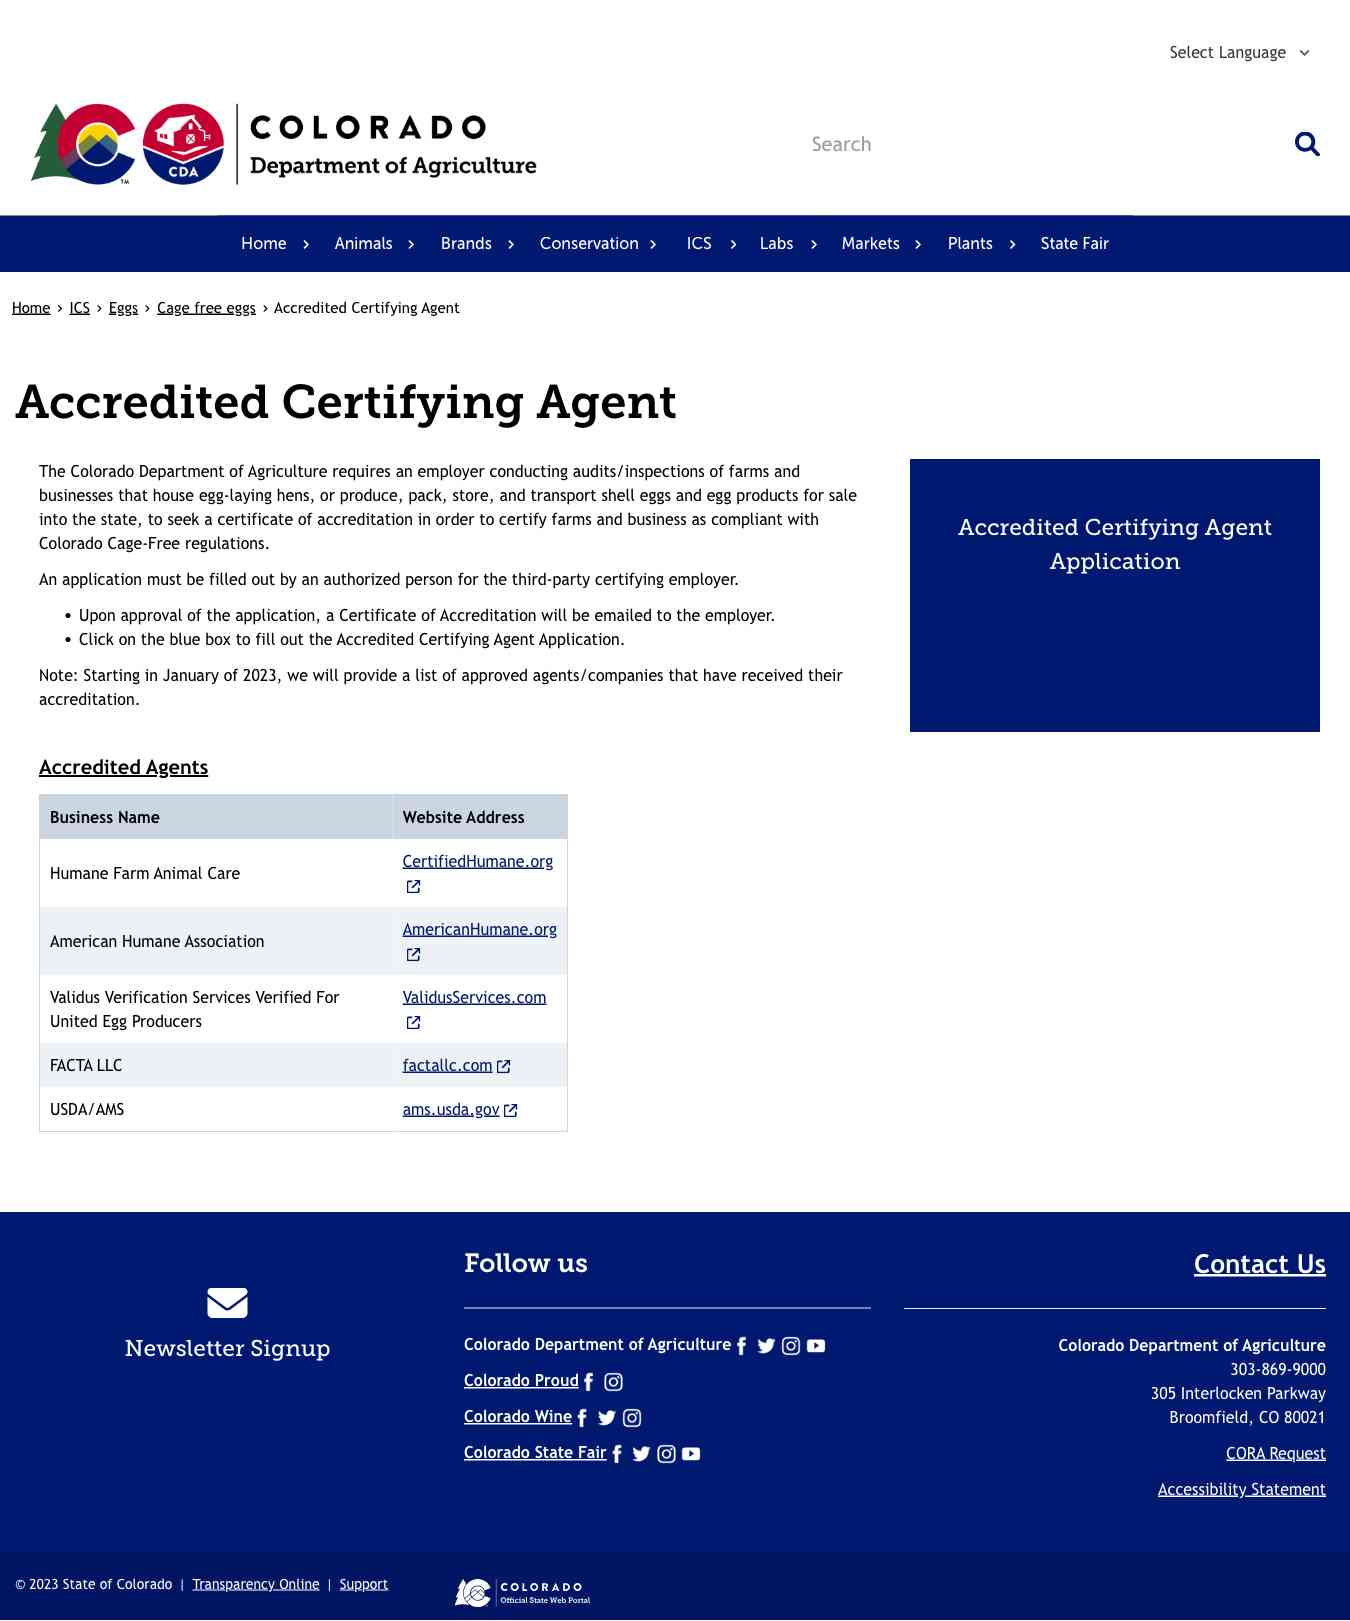 Select Language
CDA
TM
COLORADO
Department of Agriculture
Search
Home Animals Brands Conservation ICS Labs Markets Plants State Fair
Home › ICS › Eggs › Cage free eggs › Accredited Certifying Agent
Accredited Certifying Agent
The Colorado Department of Agriculture requires an employer conducting audits/inspections of farms and
businesses that house egg-laying hens, or produce, pack, store, and transport shell eggs and egg products for sale
into the state, to seek a certificate of accreditation in order to certify farms and business as compliant with
Colorado Cage-Free regulations.
An application must be filled out by an authorized person for the third-party certifying employer.
• Upon approval of the application, a Certificate of Accreditation will be emailed to the employer.
• Click on the blue box to fill out the Accredited Certifying Agent Application.
Note: Starting in January of 2023, we will provide a list of approved agents/companies that have received their
accreditation.
Accredited Certifying Agent
Application
Accredited Agents
Business Name Website Address
Humane Farm Animal Care CertifiedHumane.org
American Humane Association AmericanHumane.org
Validus Verification Services Verified For
United Egg Producers
ValidusServices.com
FACTA LLC factallc.com
USDA/AMS ams.usda.gov
Newsletter Signup
Follow us
Colorado Department of Agriculture
Colorado Proud
Colorado Wine
Colorado State Fair
Contact Us
Colorado Department of Agriculture
303-869-9000
305 Interlocken Parkway
Broomfield, CO 80021
CORA Request
Accessibility Statement
© 2023 State of Colorado | Transparency Online | Support
COLORADO
Official State Web Portal